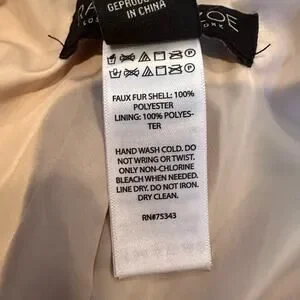 GEPRODUC
IN CHINA
FAUX FUR SHELL: 100%
POLYESTER
LINING: 100% POLYES-
TER
HAND WASH COLD. DO
NOT WRING OR TWIST.
ONLY NON-CHLORINE
BLEACH WHEN NEEDED.
LINE DRY. DO NOT IRON.
DRY CLEAN.
RN#75343